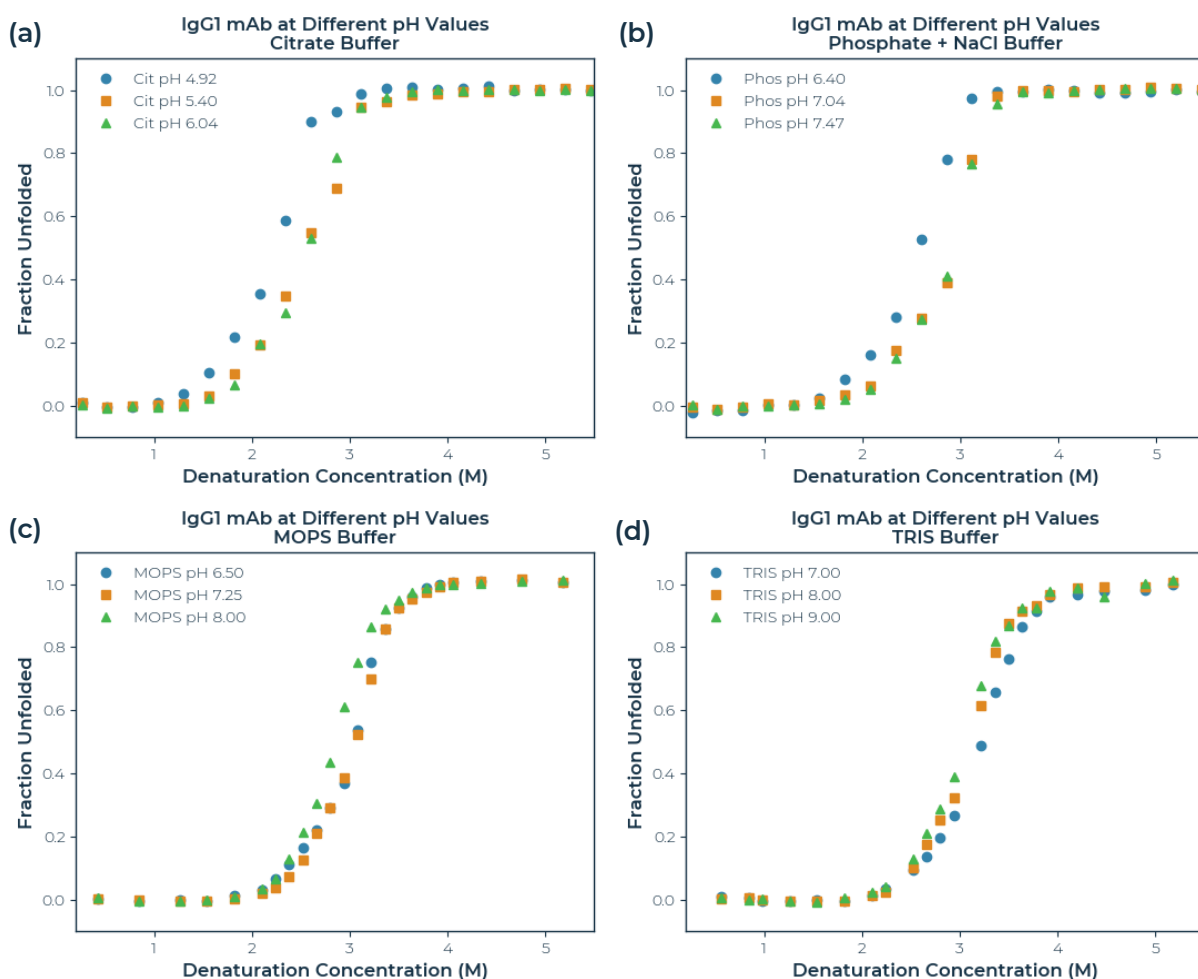 (a)
IgG1 mAb at Different pH Values
Citrate Buffer
Cit pH 4.92
Cit pH 5.40
Cit pH 6.04
Fraction Unfolded
1.0
0.8
0.6
0.4
0.2
0.0
1 2 3 4 5
Denaturation Concentration (M)
(b)
IgG1 mAb at Different pH Values
Phosphate + NaCl Buffer
Phos pH 6.40
Phos pH 7.04
Phos pH 7.47
Fraction Unfolded
1.0
0.8
0.6
0.4
0.2
0.0
1 2 3 4 5
Denaturation Concentration (M)
(c)
IgG1 mAb at Different pH Values
MOPS Buffer
MOPS pH 6.50
MOPS pH 7.25
MOPS pH 8.00
Fraction Unfolded
1.0
0.8
0.6
0.4
0.2
0.0
1 2 3 4 5
Denaturation Concentration (M)
(d)
IgG1 mAb at Different pH Values
TRIS Buffer
TRIS pH 7.00
TRIS pH 8.00
TRIS pH 9.00
Fraction Unfolded
1.0
0.8
0.6
0.4
0.2
0.0
1 2 3 4 5
Denaturation Concentration (M)